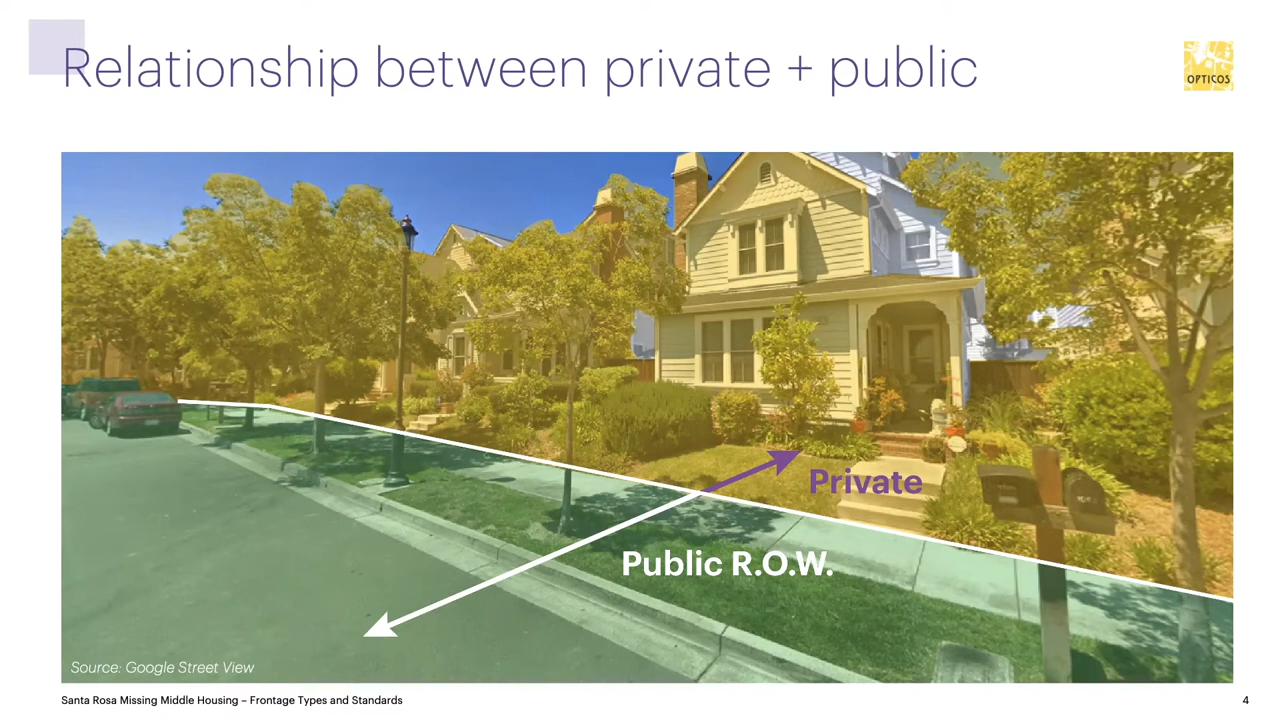 Relationship between private + public
OPTICOS
Private
Public R.O.W.
Source: Google Street View
Santa Rosa Missing Middle Housing – Frontage Types and Standards
4